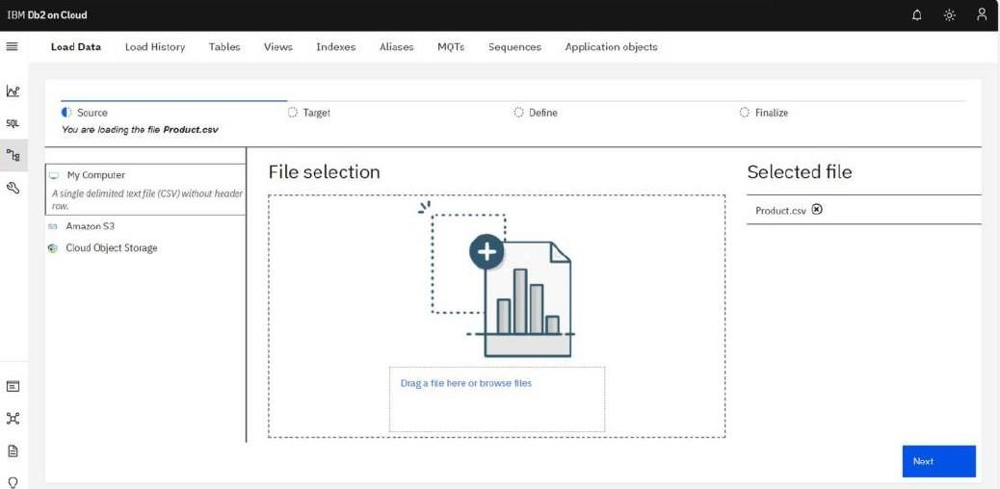 IBM Db2 on Cloud
Load Data Load History Tables Views Indexes Aliases MQTs Sequences Application objects
Source Target Define Finalize
You are loading the file Product.csv
SQL
My Computer
A single delimited text file (CSV) without header
row.
S3 Amazon S3
Cloud Object Storage
File selection
Drag a file here or browse files
Selected file
Product.csv
Next